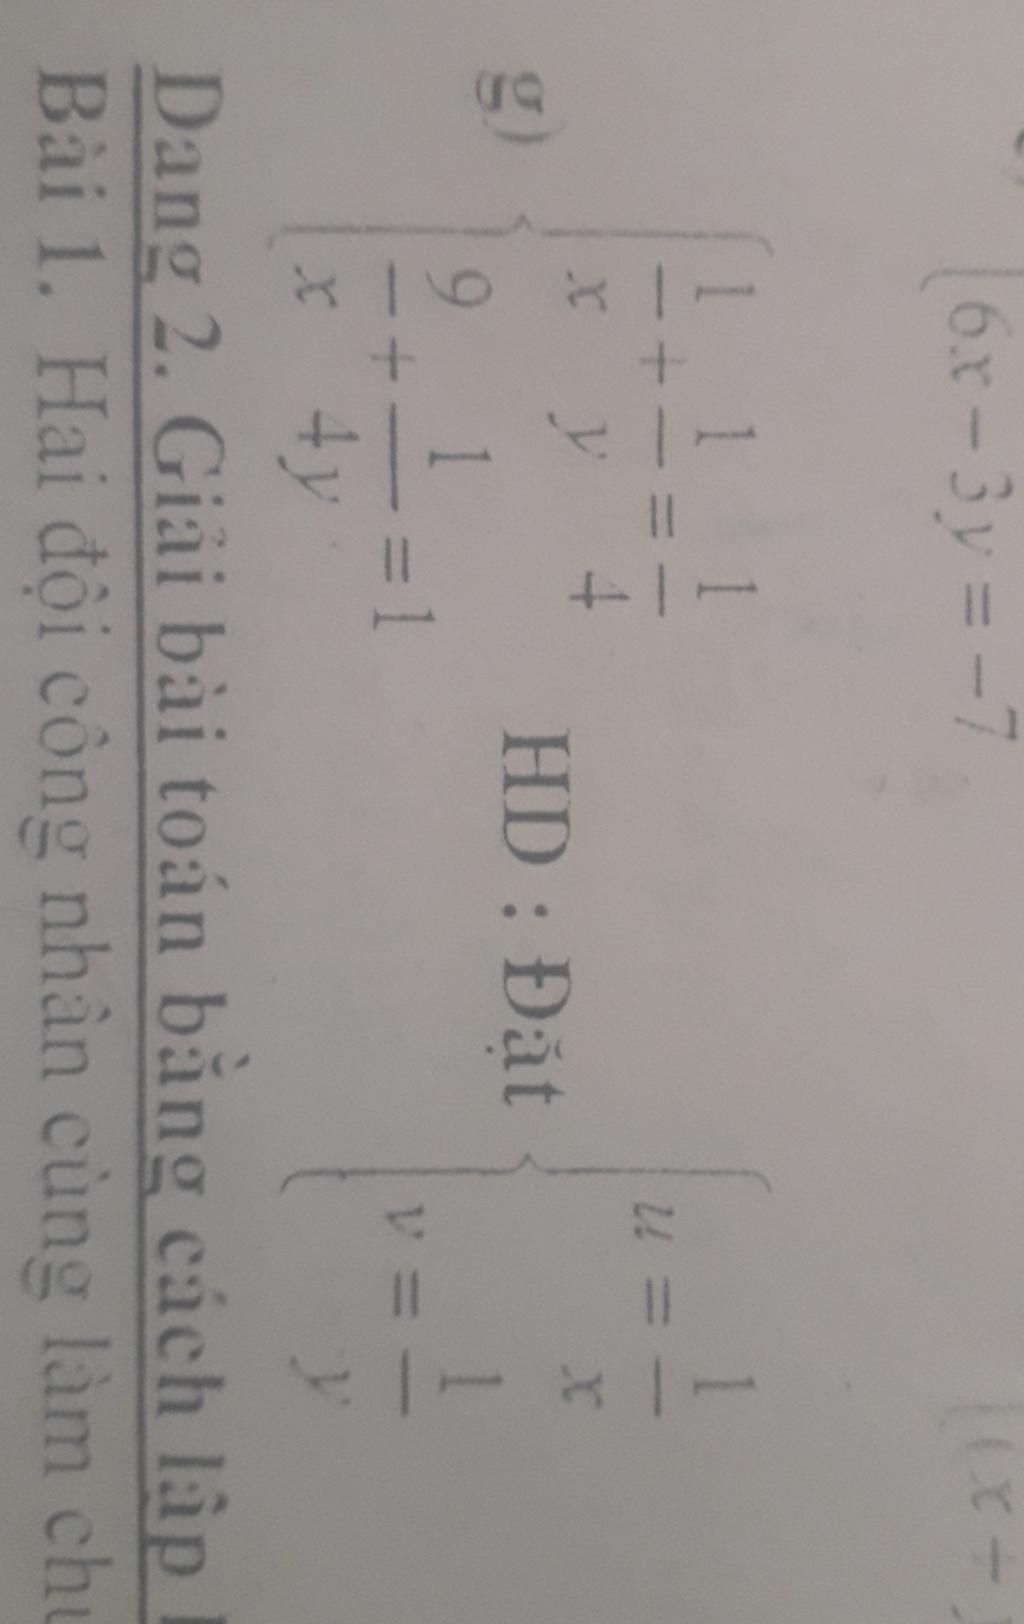 6x − 3y = −7
(x +
g) { 1/x + 1/y = 1/4
9/x + 1/4y = 1
HD : Đặt { u = 1/x
v = 1/y
Dạng 2. Giải bài toán bằng cách lập
Bài 1. Hai đội công nhân cùng làm